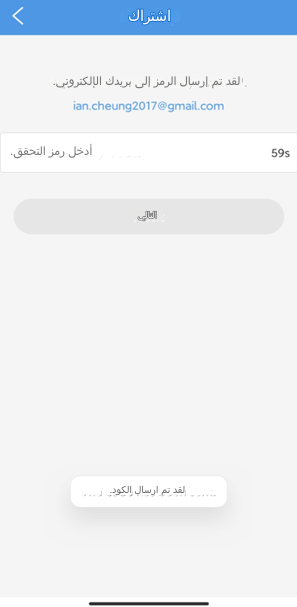 اشتراك
لقد تم إرسال الرمز إلى بريدك الإلكتروني.
ian.cheung2017@gmail.com
أدخل رمز التحقق.
59s
التالي
لقد تم ارسال الكود.